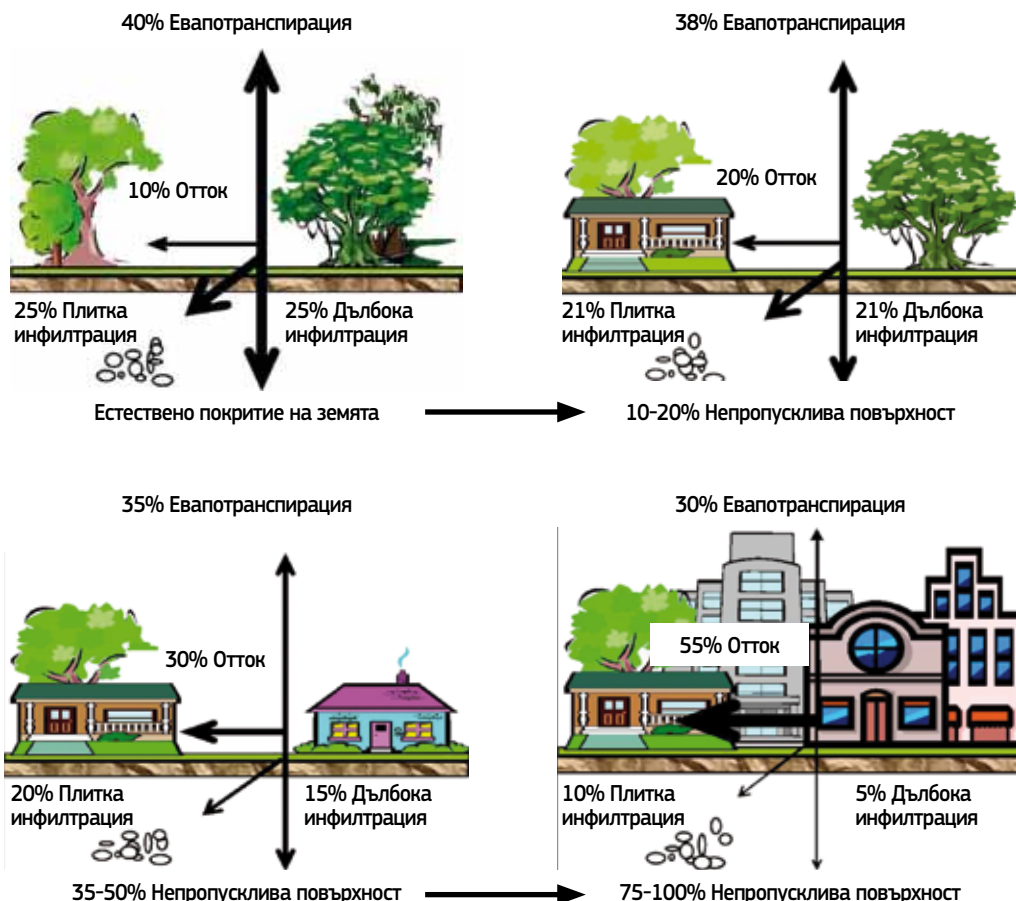 40% Евапотранспирация
10% Отток
25% Плитка
инфилтрация
25% Дълбока
инфилтрация
Естествено покритие на земята
38% Евапотранспирация
20% Отток
21% Плитка
инфилтрация
21% Дълбока
инфилтрация
10-20% Непропусклива повърхност
35% Евапотранспирация
30% Отток
20% Плитка
инфилтрация
15% Дълбока
инфилтрация
35-50% Непропусклива повърхност
30% Евапотранспирация
55% Отток
10% Плитка
инфилтрация
5% Дълбока
инфилтрация
75-100% Непропусклива повърхност